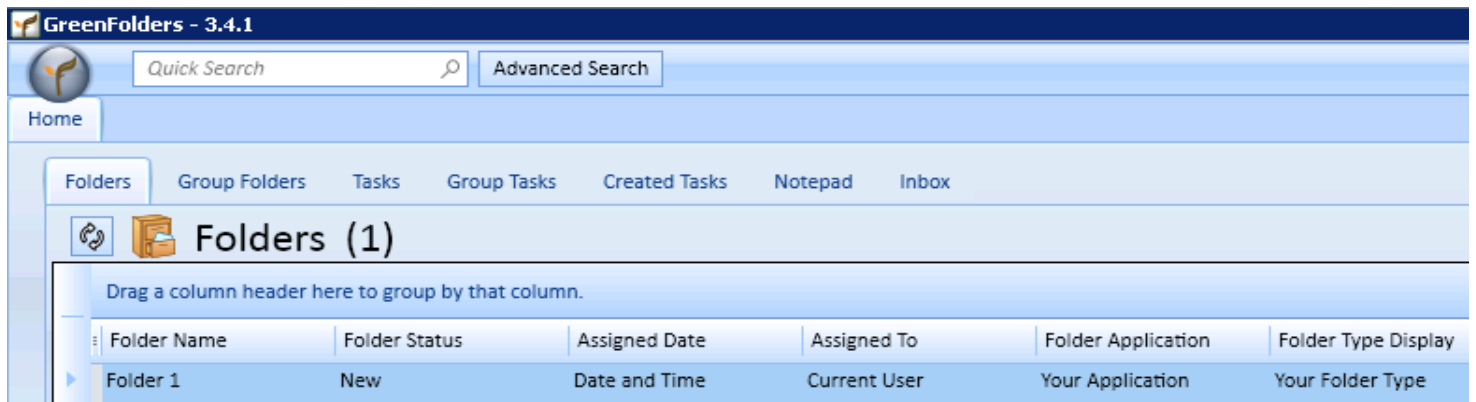 GreenFolders - 3.4.1
Quick Search Advanced Search
Home
Folders Group Folders Tasks Group Tasks Created Tasks Notepad Inbox
Folders (1)
Drag a column header here to group by that column.
Folder Name Folder Status Assigned Date Assigned To Folder Application Folder Type Display
Folder 1 New Date and Time Current User Your Application Your Folder Type